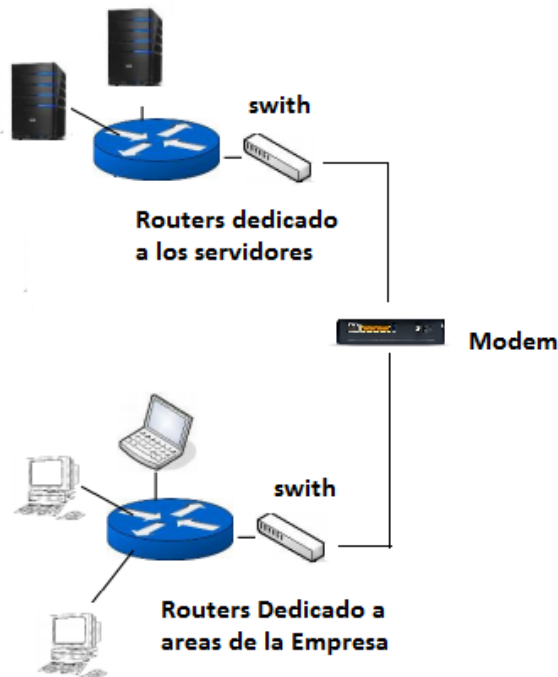 swith
Routers dedicado
a los servidores
Modem
swith
Routers Dedicado a
areas de la Empresa